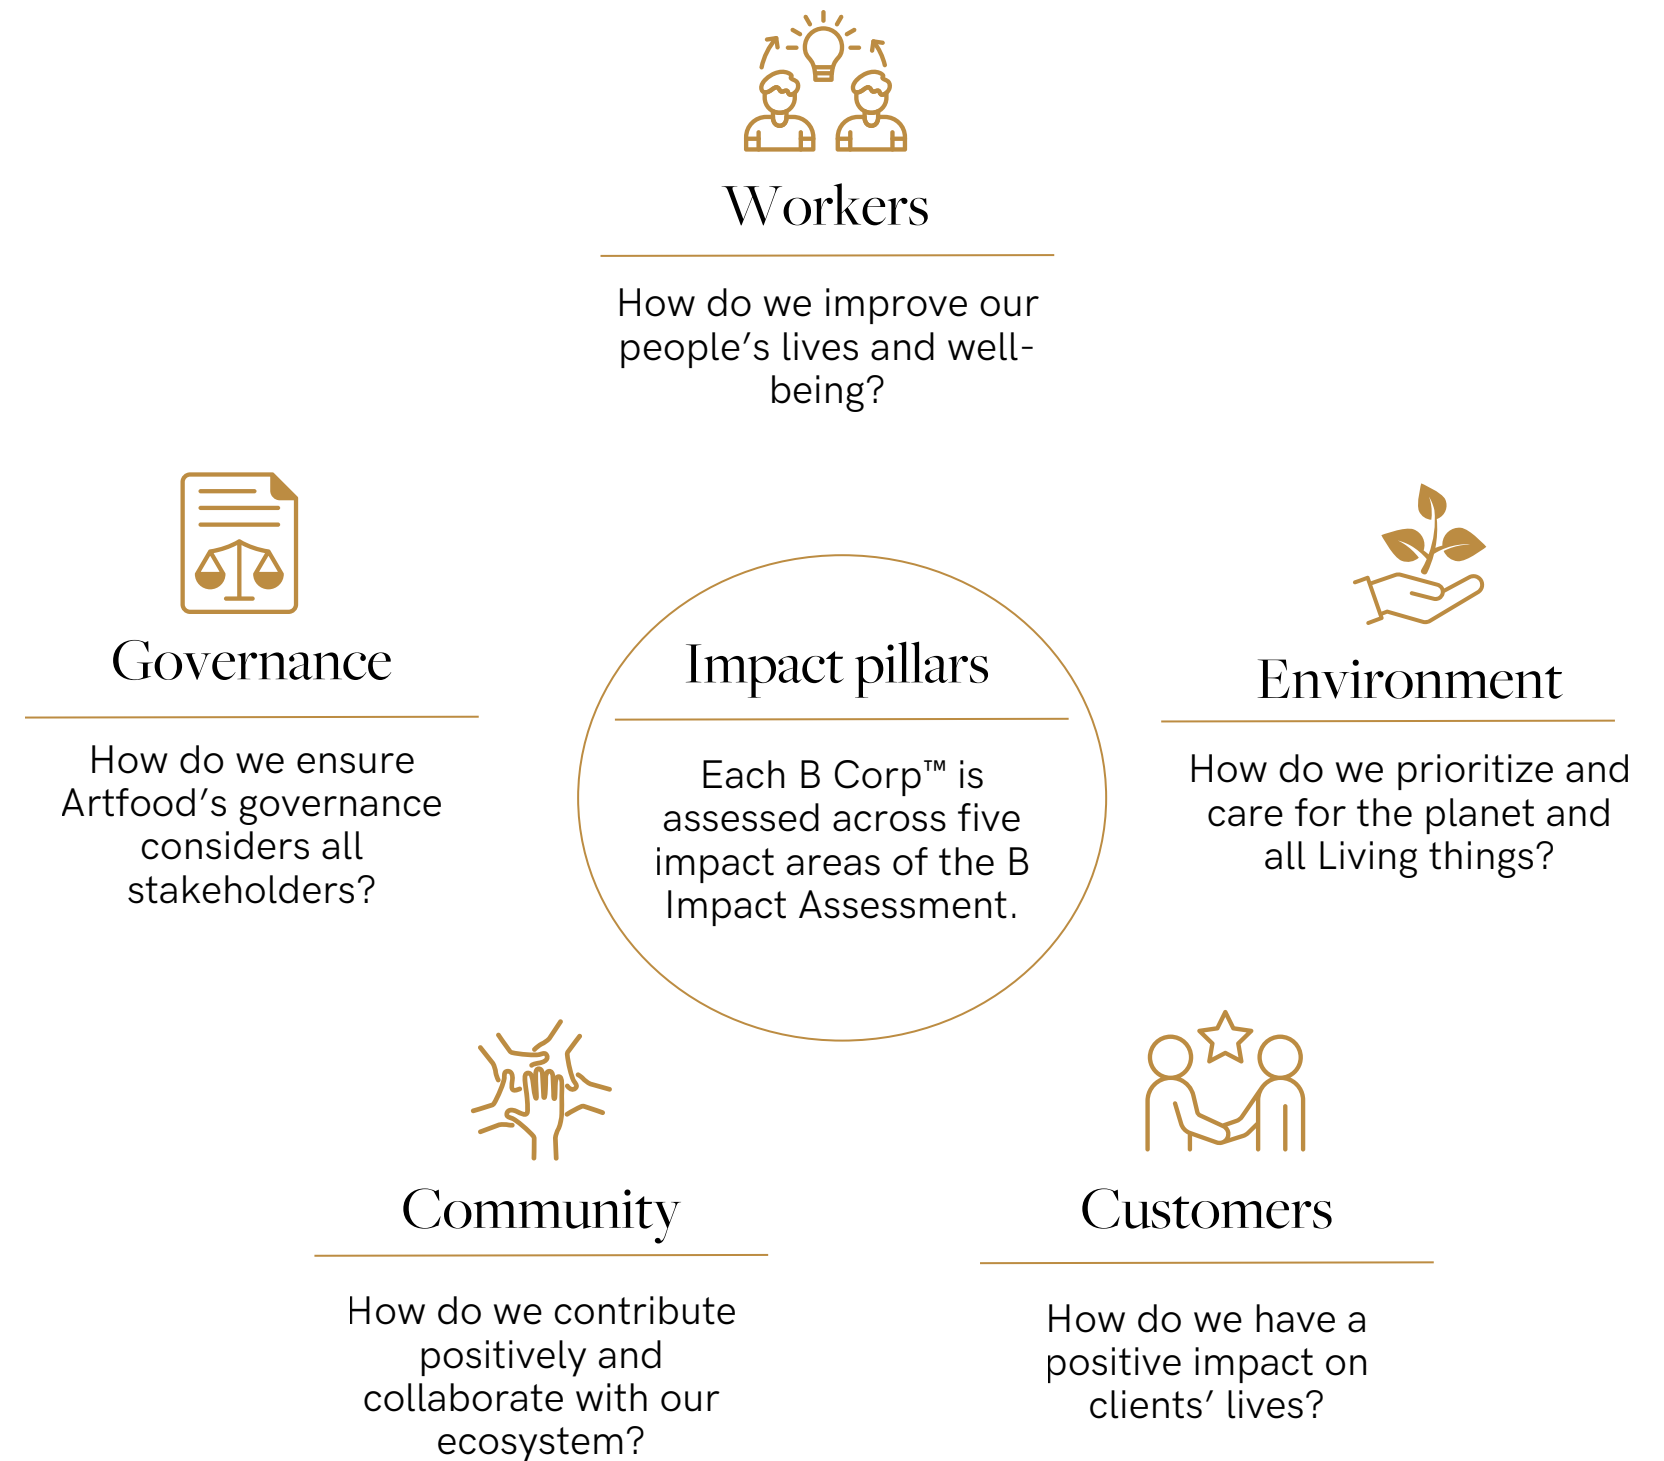 Workers
How do we improve our
people's lives and well-
being?
Governance
How do we ensure
Artfood's governance
considers all
stakeholders?
Impact pillars
Each B Corp™ is
assessed across five
impact areas of the B
Impact Assessment.
Environment
How do we prioritize and
care for the planet and
all Living things?
Community
How do we contribute
positively and
collaborate with our
ecosystem?
Customers
How do we have a
positive impact on
clients' lives?